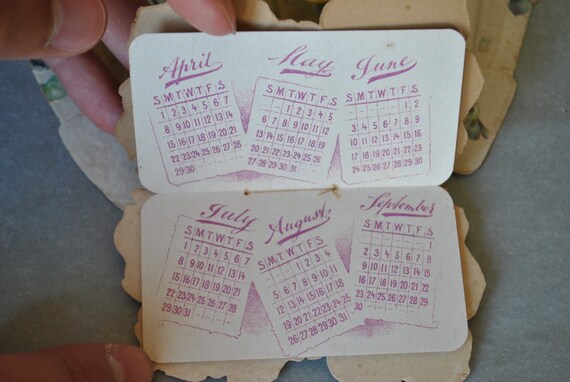 April
S M T W T F S
1 2 3 4 5 6 7
8 9 10 11 12 13 14
15 16 17 18 19 20 21
22 23 24 25 26 27 28
29 30 - - - - -
May
S M T W T F S
- - 1 2 3 4 5
6 7 8 9 10 11 12
13 14 15 16 17 18 19
20 21 22 23 24 25 26
27 28 29 30 31 - -
June
S M T W T F S
- - - - - 1 2
3 4 5 6 7 8 9
10 11 12 13 14 15 16
17 18 19 20 21 22 23
24 25 26 27 28 29 30
July
S M T W T F S
1 2 3 4 5 6 7
8 9 10 11 12 13 14
15 16 17 18 19 20 21
22 23 24 25 26 27 28
29 30 31 - - - -
August
S M T W T F S
- - - 1 2 3 4
5 6 7 8 9 10 11
12 13 14 15 16 17 18
19 20 21 22 23 24 25
26 27 28 29 30 31 -
September
S M T W T F S
- - - - - - 1
2 3 4 5 6 7 8
9 10 11 12 13 14 15
16 17 18 19 20 21 22
23 24 25 26 27 28 29
30 - - - - - -